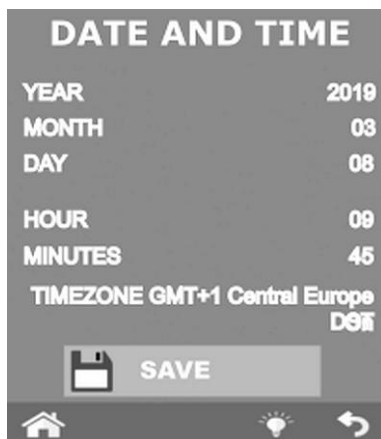 DATE AND TIME
YEAR 2019
MONTH 03
DAY 08
HOUR 09
MINUTES 45
TIMEZONE GMT+1 Central Europe
SAVE